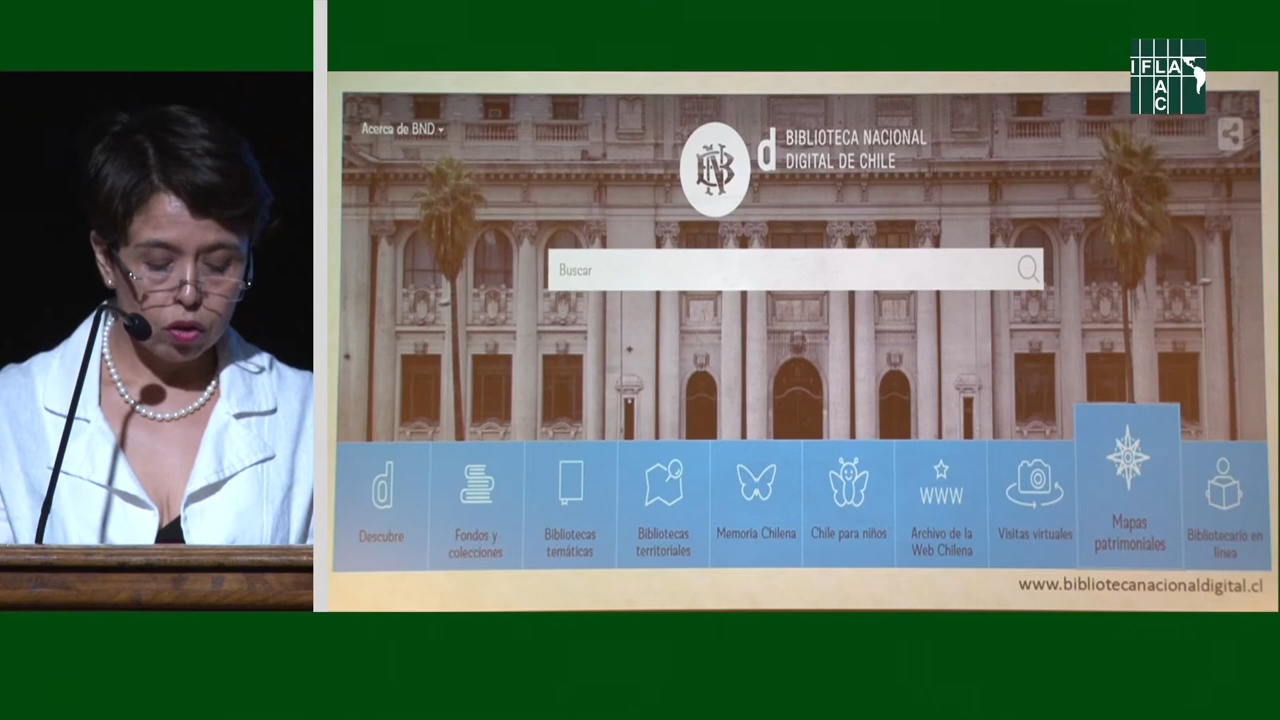 IFLA
LAC
Acerca de BND
BND
d
BIBLIOTECA NACIONAL
DIGITAL DE CHILE
Buscar
d
Descubre
Fondos y
colecciones
Bibliotecas
temáticas
Bibliotecas
territoriales
Memoria Chilena
Chile para niños
WWW
Archivo de la
Web Chilena
Visitas virtuales
Mapas
patrimoniales
Bibliotecario en
línea
www.bibliotecanacionaldigital.cl